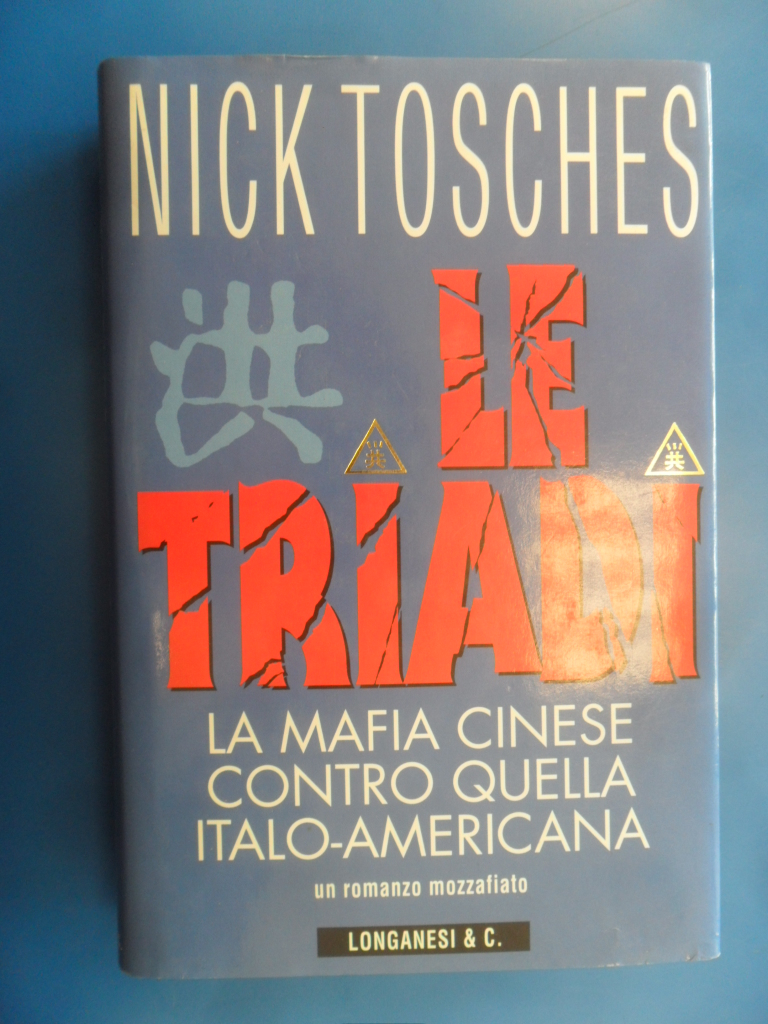 NICK TOSCHES
洪
LE
TRIADI
LA MAFIA CINESE
CONTRO QUELLA
ITALO-AMERICANA
un romanzo mozzafiato
LONGANESI & C.